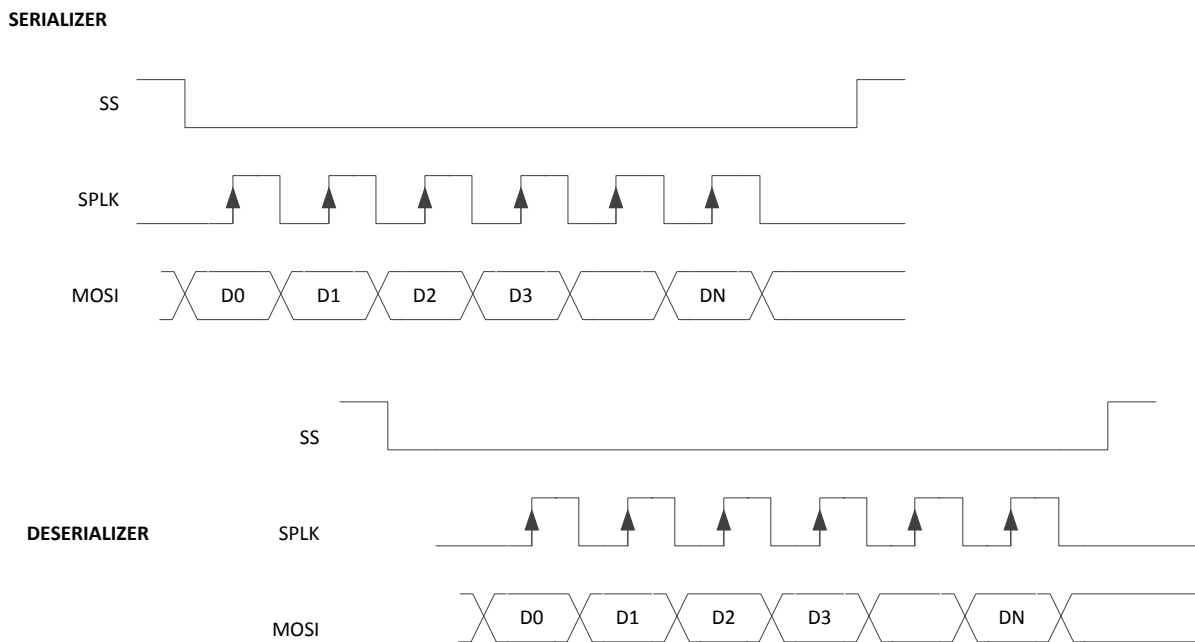 SERIALIZER
SS
SPLK
MOSI D0 D1 D2 D3 DN
SS
DESERIALIZER SPLK
MOSI D0 D1 D2 D3 DN